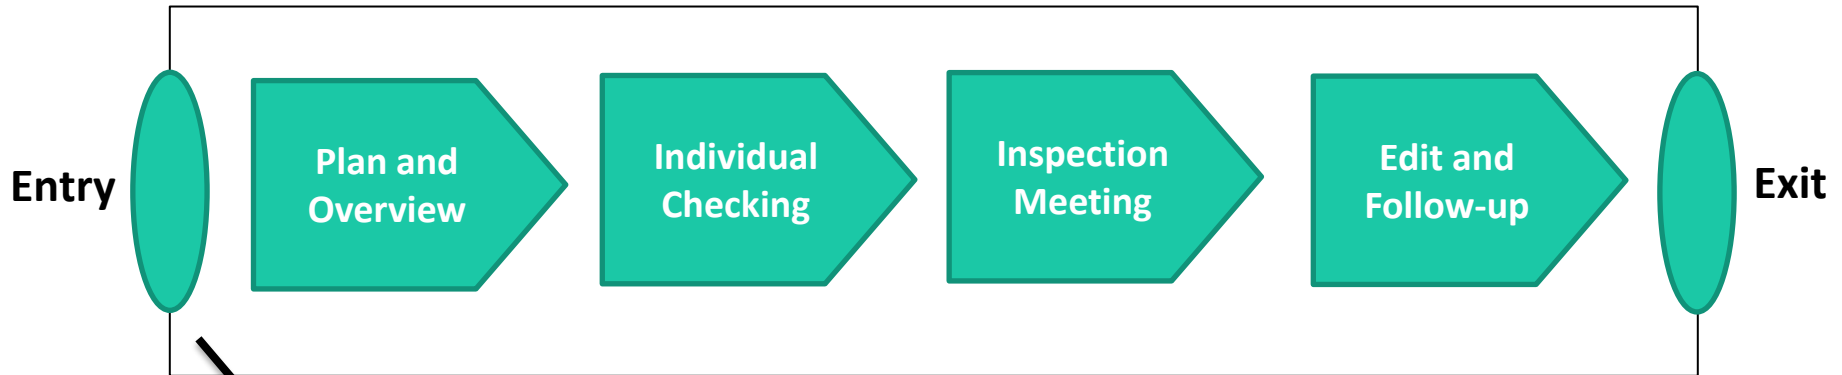 Entry
Plan and
Overview
Individual
Checking
Inspection
Meeting
Edit and
Follow-up
Exit